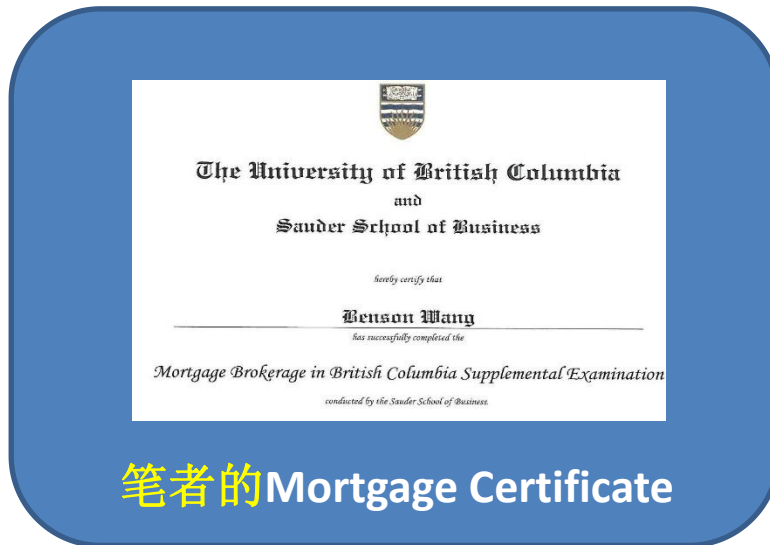 The University of British Columbia
and
Sauder School of Business
hereby certify that
Benson Wang
has successfully completed the
Mortgage Brokerage in British Columbia Supplemental Examination
conducted by the Sauder School of Business.
笔者的Mortgage Certificate